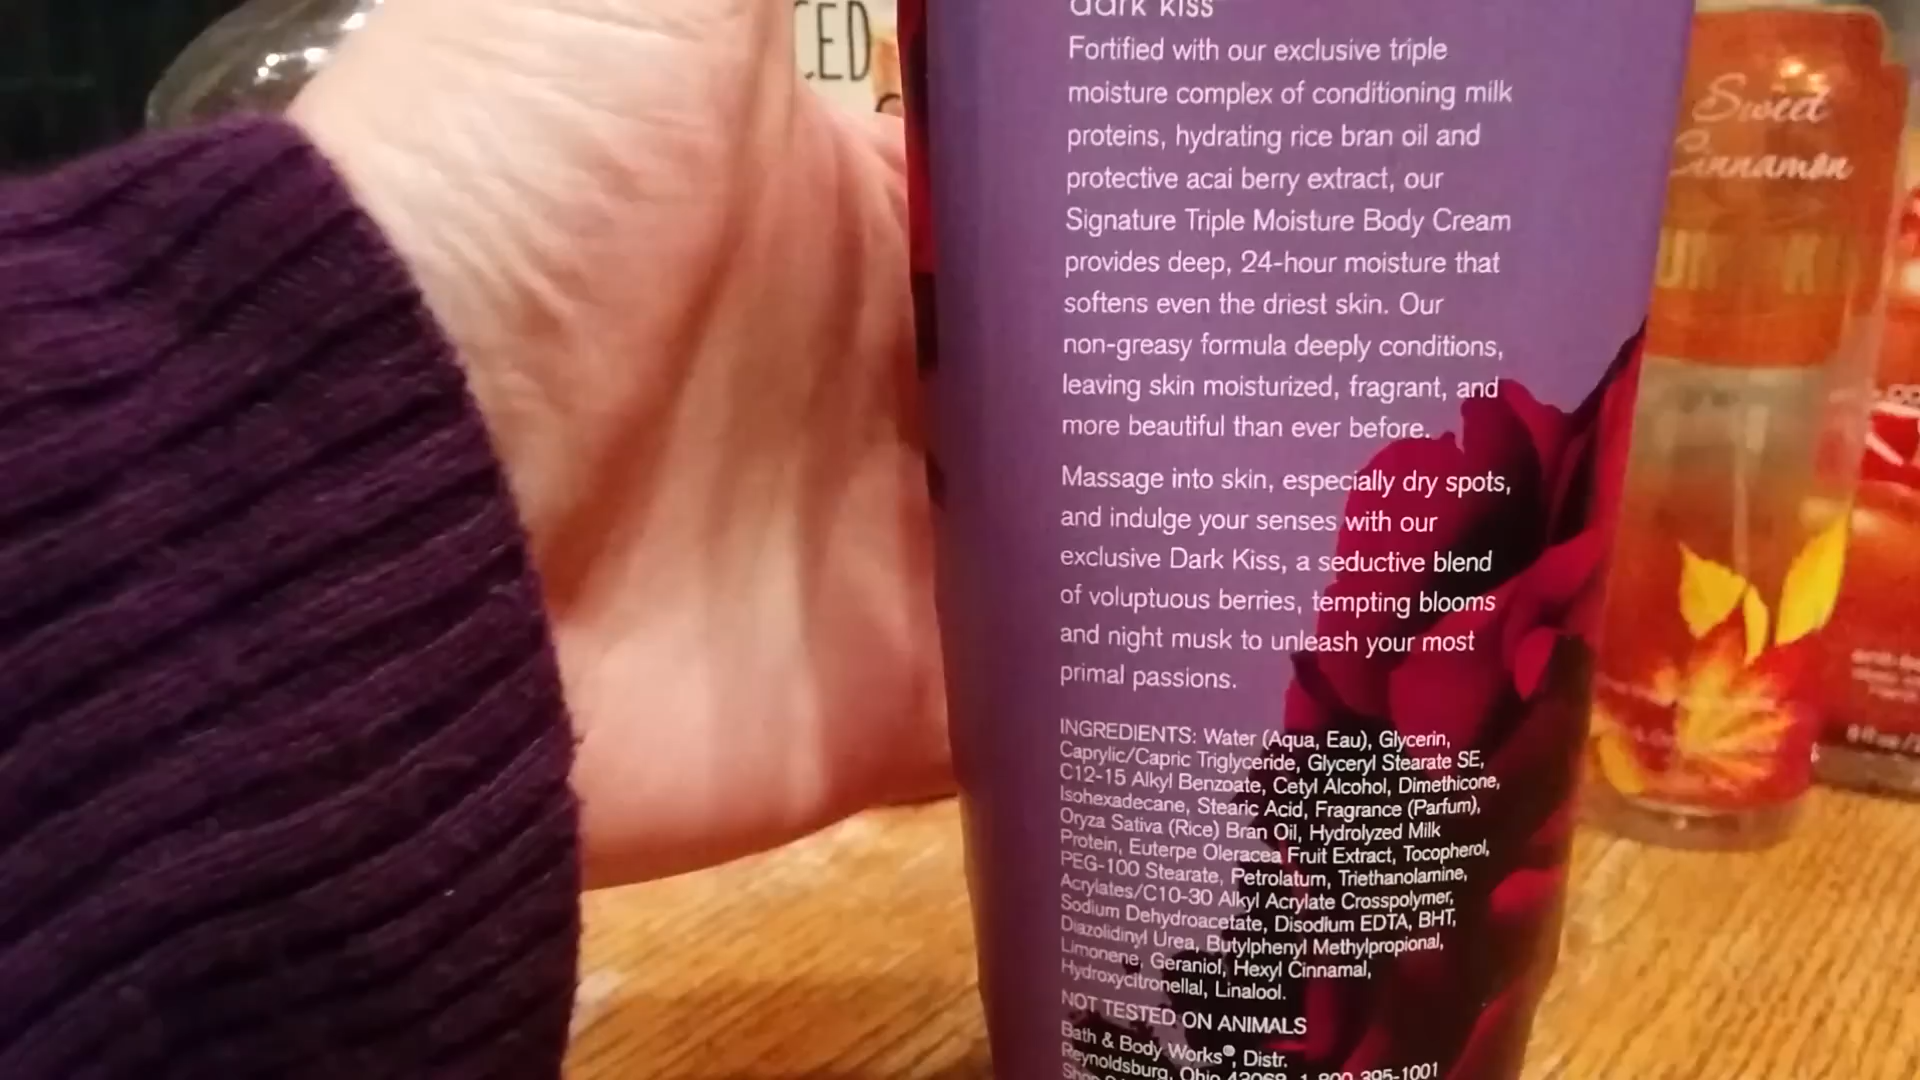 dark kiss
Fortified with our exclusive triple
moisture complex of conditioning milk
proteins, hydrating rice bran oil and
protective acai berry extract, our
Signature Triple Moisture Body Cream
provides deep, 24-hour moisture that
softens even the driest skin. Our
non-greasy formula deeply conditions,
leaving skin moisturized, fragrant, and
more beautiful than ever before.
Massage into skin, especially dry spots,
and indulge your senses with our
exclusive Dark Kiss, a seductive blend
of voluptuous berries, tempting blooms
and night musk to unleash your most
primal passions.
INGREDIENTS: Water (Aqua, Eau), Glycerin,
Caprylic/Capric Triglyceride, Glyceryl Stearate SE,
C12-15 Alkyl Benzoate, Cetyl Alcohol, Dimethicone,
Isohexadecane, Stearic Acid, Fragrance (Parfum),
Oryza Sativa (Rice) Bran Oil, Hydrolyzed Milk
Protein, Euterpe Oleracea Fruit Extract, Tocopherol,
PEG-100 Stearate, Petrolatum, Triethanolamine,
Acrylates/C10-30 Alkyl Acrylate Crosspolymer,
Sodium Dehydroacetate, Disodium EDTA, BHT,
Diazolidinyl Urea, Butylphenyl Methylpropional,
Limonene, Geraniol, Hexyl Cinnamal,
Hydroxycitronellal, Linalool.
NOT TESTED ON ANIMALS
Bath & Body Works®, Distr.
Reynoldsburg, Ohio 43068 1-800-395-1001
CED
Sweet
Cinnamon